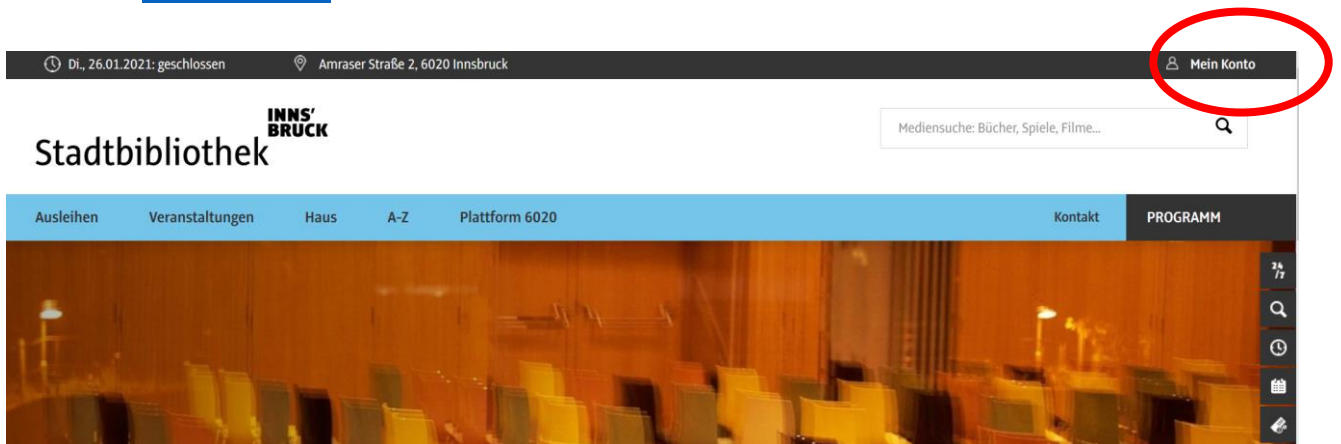 Di., 26.01.2021: geschlossen Amraser Straße 2, 6020 Innsbruck Mein Konto
INNS'
BRUCK
Stadtbibliothek
Mediensuche: Bücher, Spiele, Filme...
Ausleihen Veranstaltungen Haus A-Z Plattform 6020 Kontakt PROGRAMM
24
/7